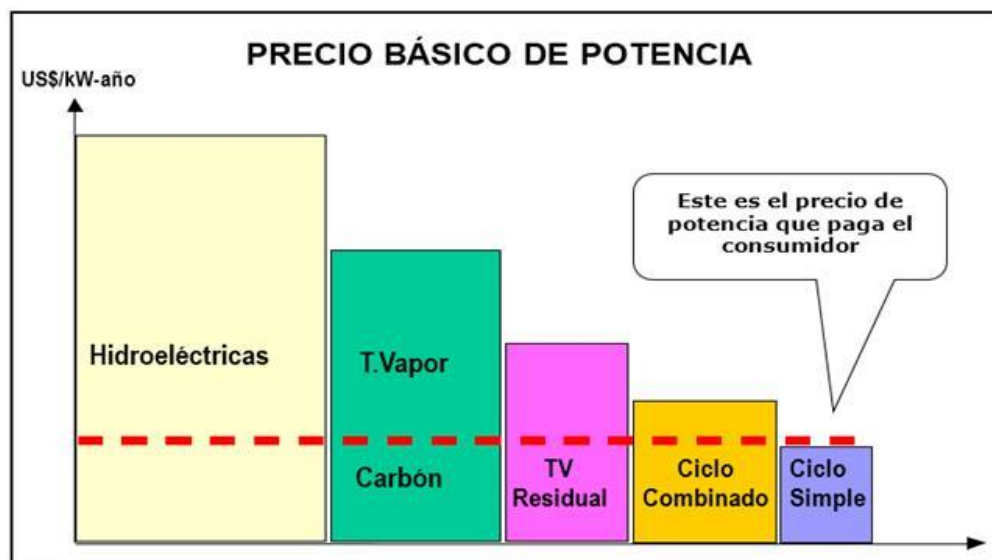 PRECIO BÁSICO DE POTENCIA
US$/kW-año
Este es el precio de
potencia que paga el
consumidor
Hidroeléctricas
T.Vapor
Carbón
TV
Residual
Ciclo
Combinado
Ciclo
Simple